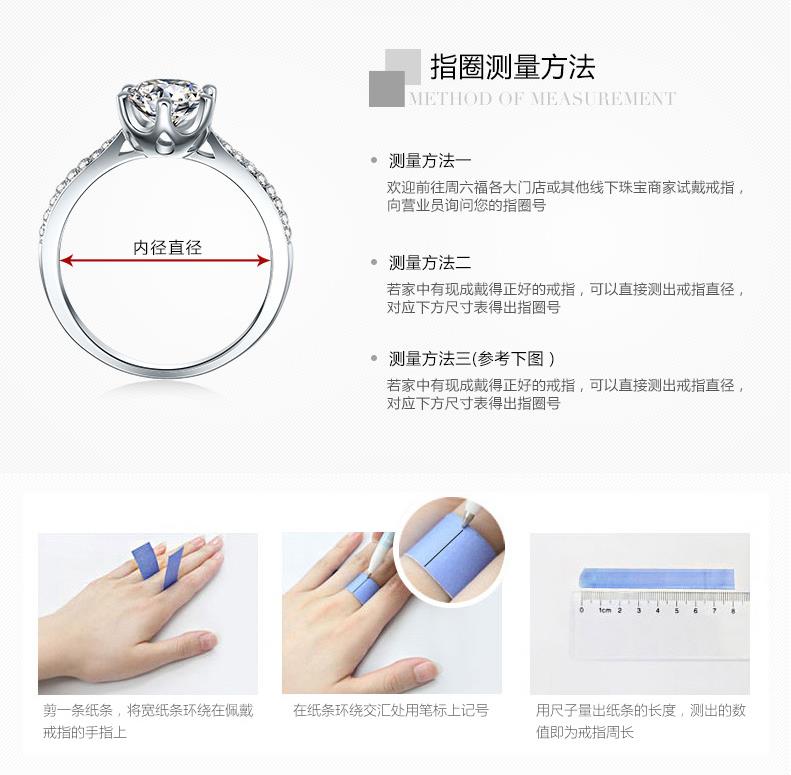 指圈测量方法
METHOD OF MEASUREMENT
测量方法一
欢迎前往周六福各大门店或其他线下珠宝商家试戴戒指，
向营业员询问您的指圈号
内径直径
测量方法二
若家中有现成戴得正好的戒指，可以直接测出戒指直径，
对应下方尺寸表得出指圈号
测量方法三(参考下图）
若家中有现成戴得正好的戒指，可以直接测出戒指直径，
对应下方尺寸表得出指圈号
0 1cm 2 3 4 5 6 7 8
剪一条纸条，将宽纸条环绕在佩戴
戒指的手指上
在纸条环绕交汇处用笔标上记号
用尺子量出纸条的长度，测出的数
值即为戒指周长